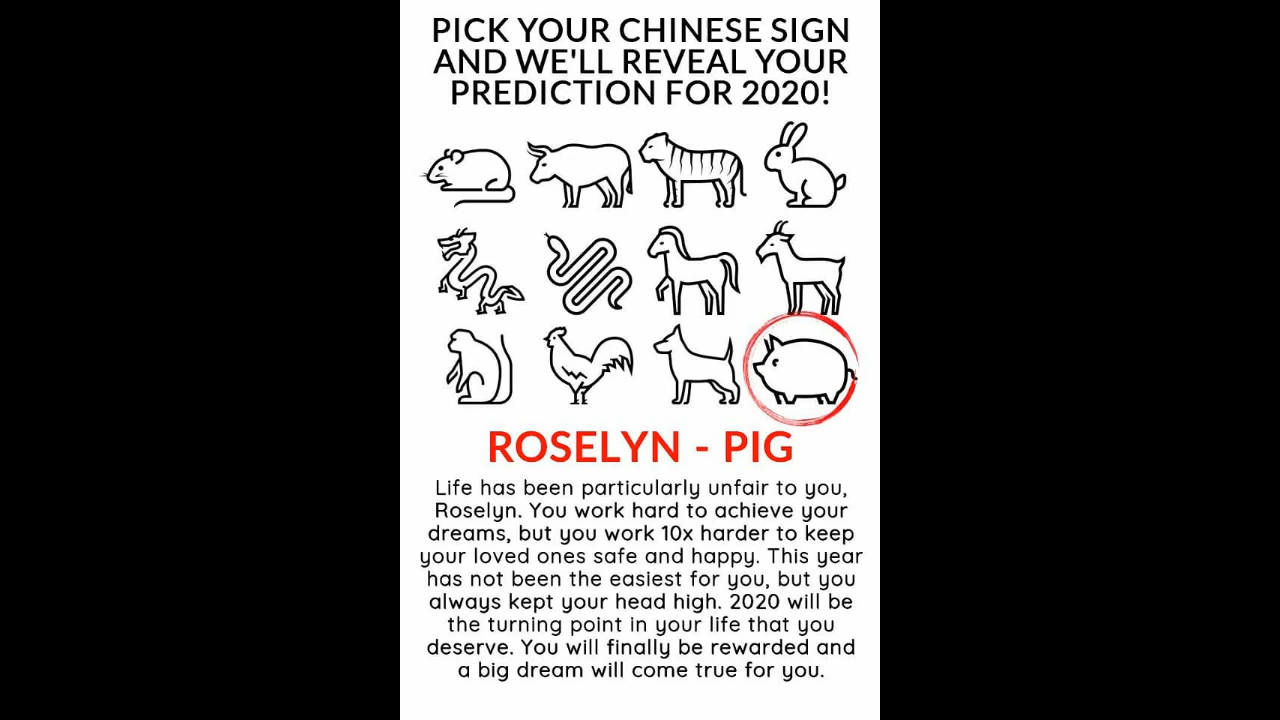 PICK YOUR CHINESE SIGN
AND WE'LL REVEAL YOUR
PREDICTION FOR 2020!
ROSELYN - PIG
Life has been particularly unfair to you,
Roselyn. You work hard to achieve your
dreams, but you work 10x harder to keep
your loved ones safe and happy. This year
has not been the easiest for you, but you
always kept your head high. 2020 will be
the turning point in your life that you
deserve. You will finally be rewarded and
a big dream will come true for you.